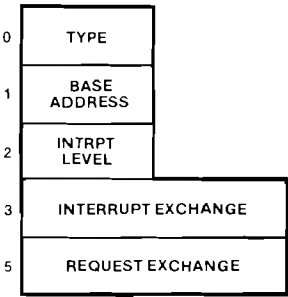 0 TYPE
1 BASE
ADDRESS
2 INTRPT
LEVEL
3 INTERRUPT EXCHANGE
5 REQUEST EXCHANGE